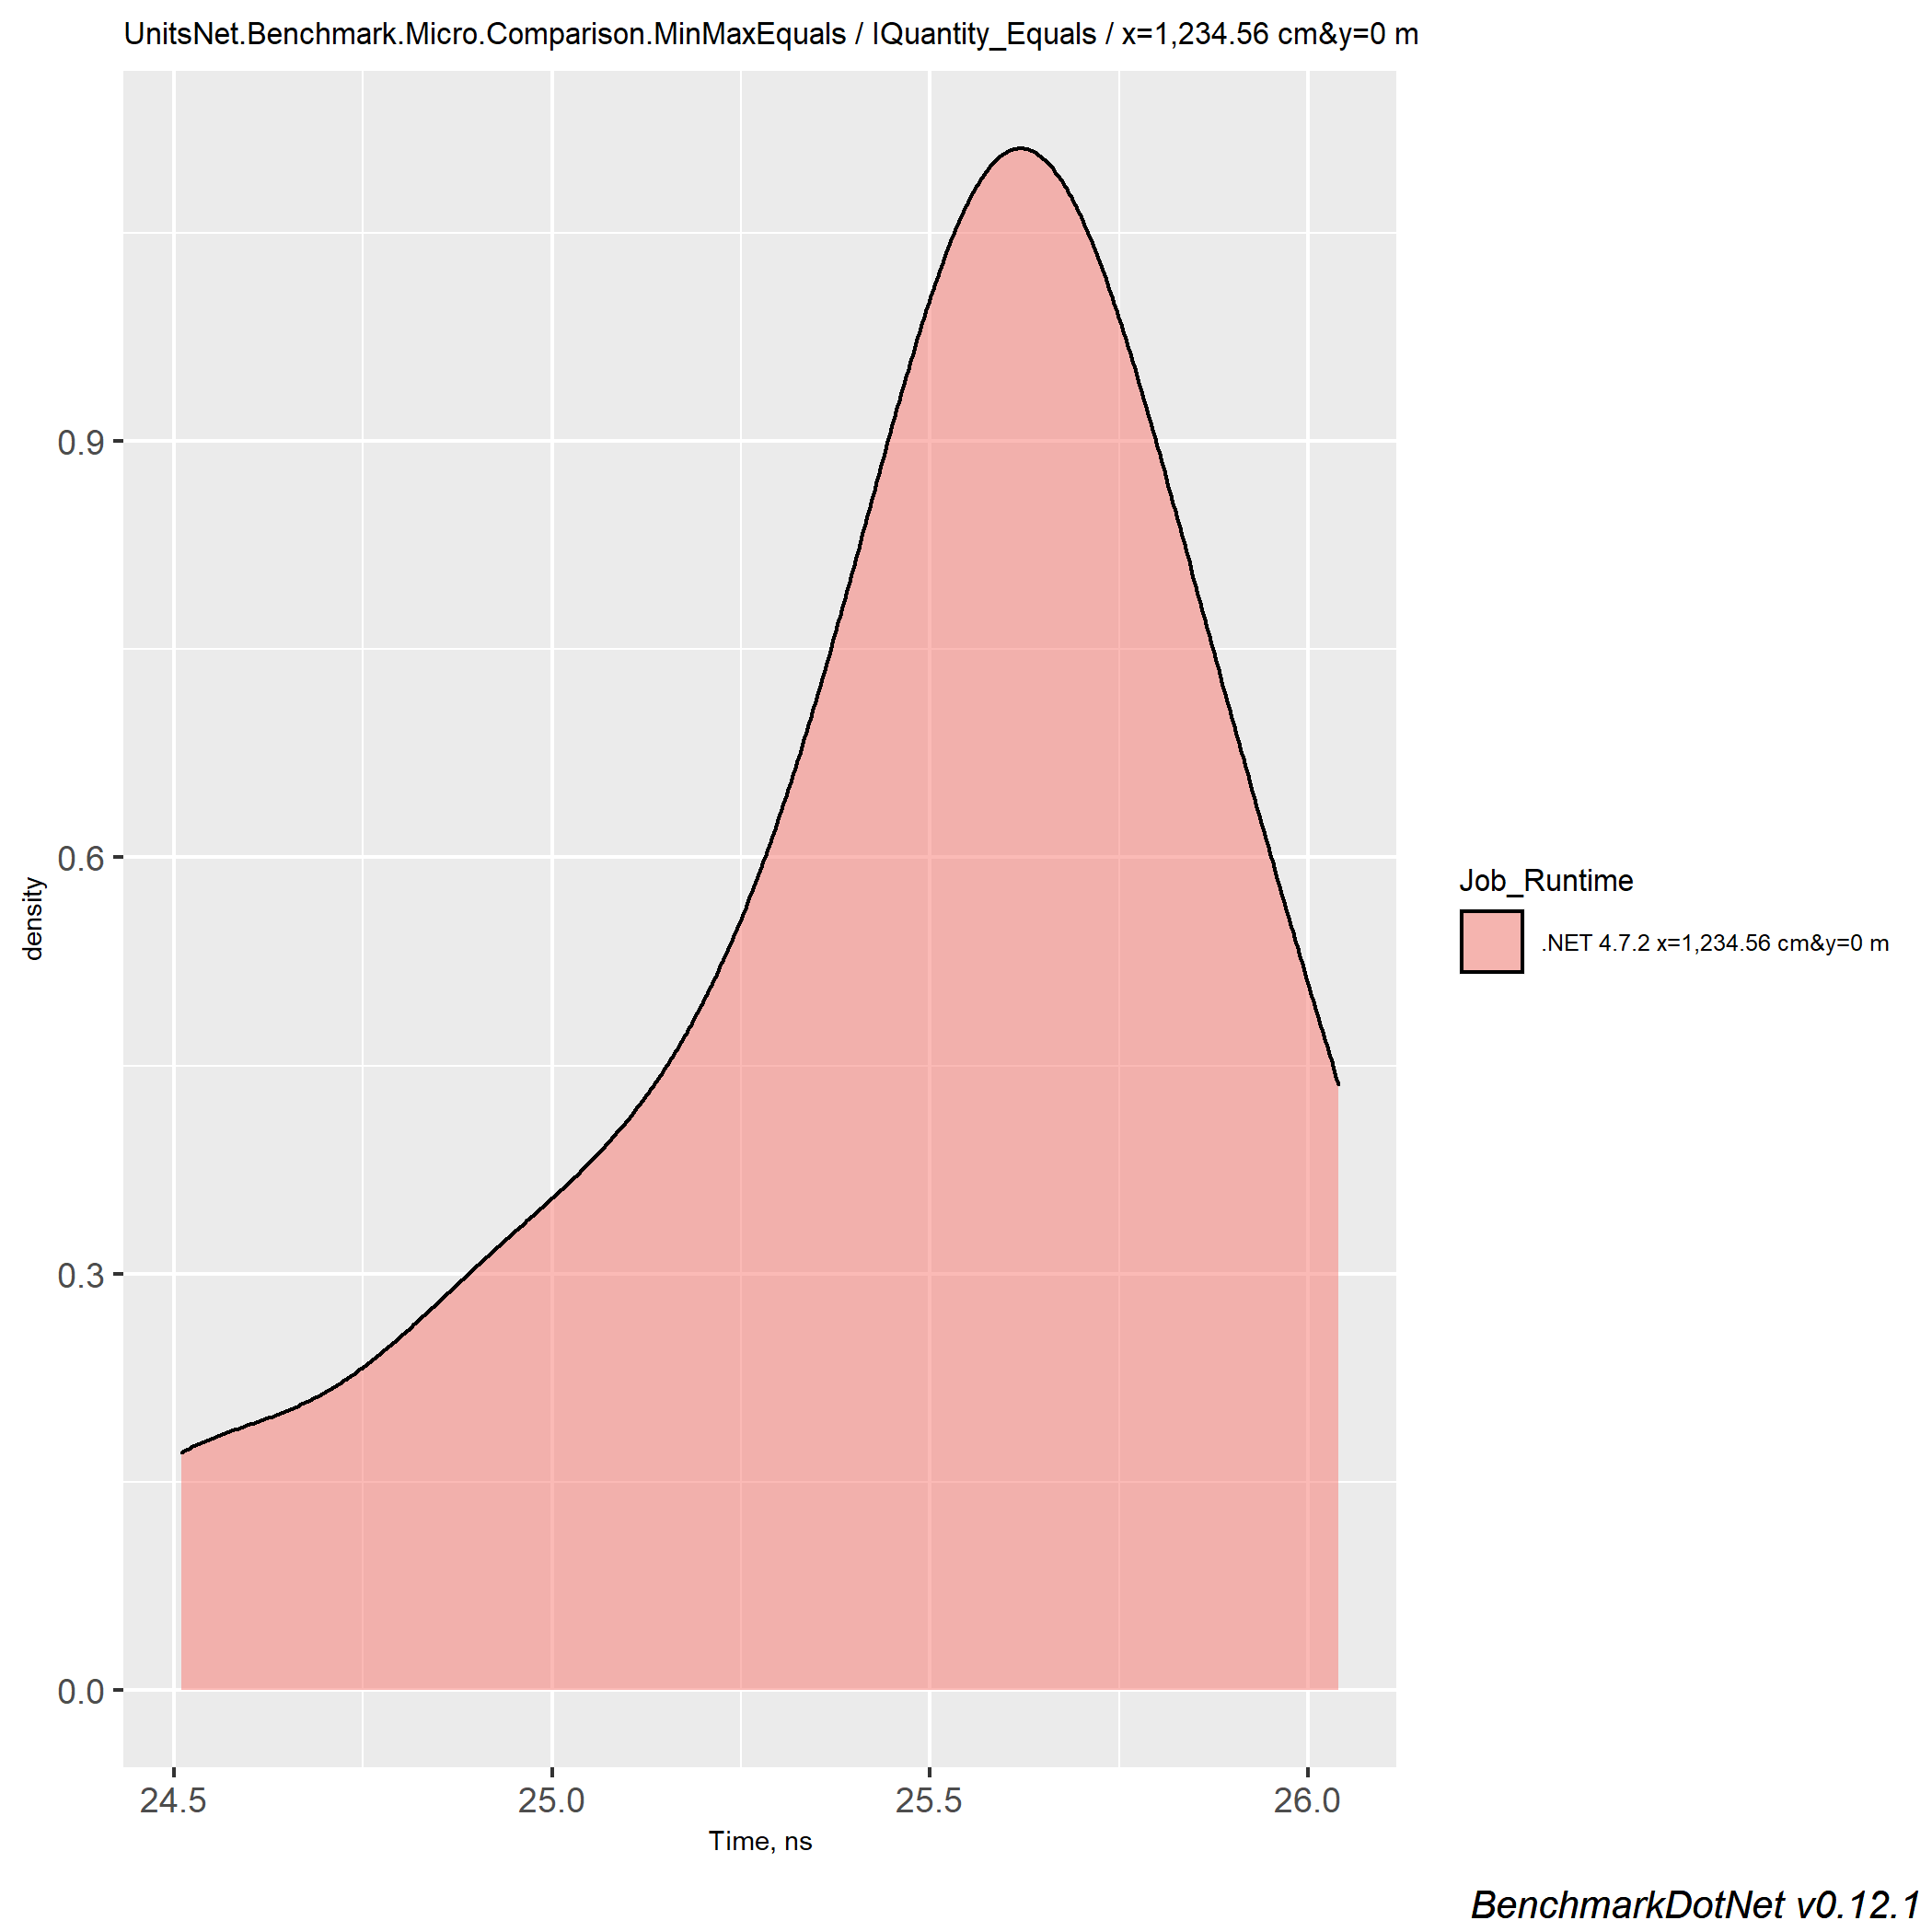 UnitsNet.Benchmark.Micro.Comparison.MinMaxEquals / IQuantity_Equals / x=1,234.56 cm&y=0 m
0.9
0.6
0.3
0.0
density
24.5 25.0 25.5 26.0
Time, ns
Job_Runtime
.NET 4.7.2 x=1,234.56 cm&y=0 m
BenchmarkDotNet v0.12.1